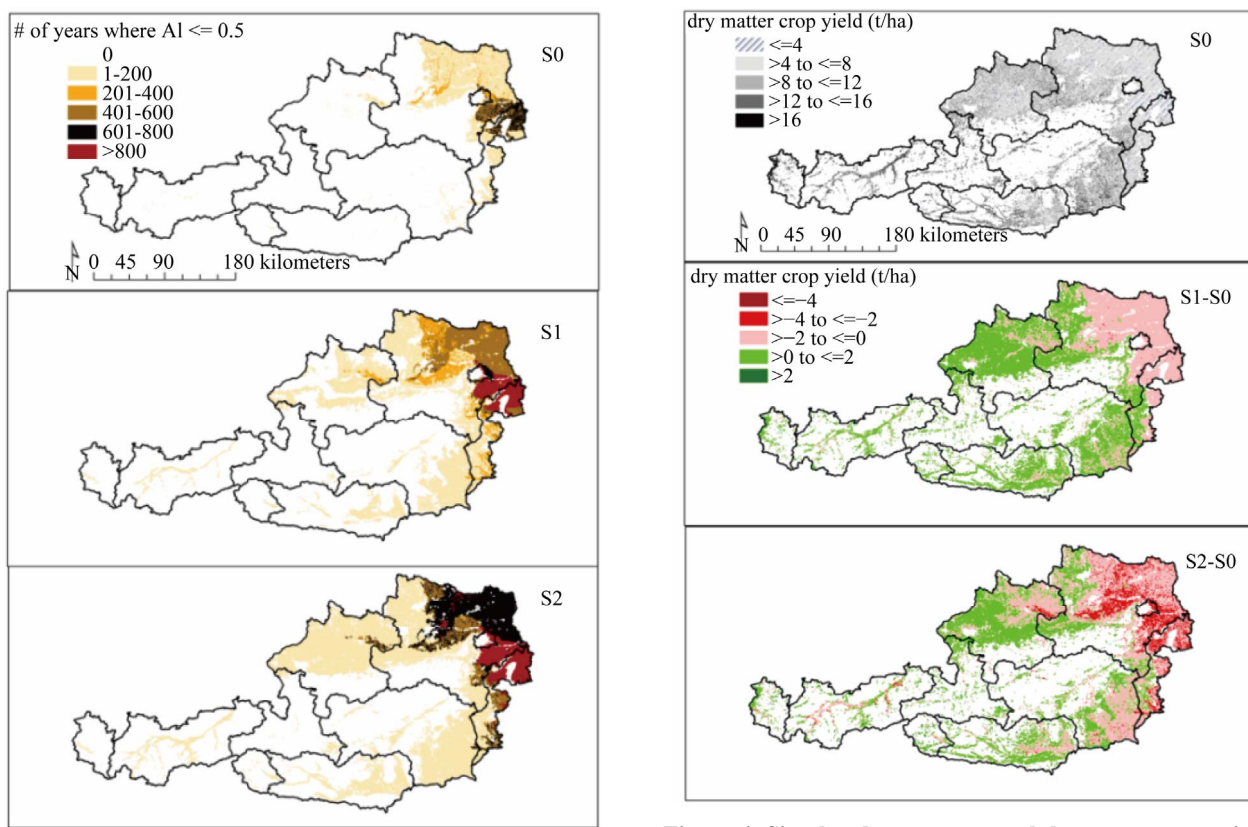 # of years where AI <= 0.5
0
1-200
201-400
401-600
601-800
>800
S0
N
0 45 90 180 kilometers
S1
S2
dry matter crop yield (t/ha)
<=4
>4 to <=8
>8 to <=12
>12 to <=16
>16
S0
N
0 45 90 180 kilometers
dry matter crop yield (t/ha)
<=−4
>−4 to <=−2
>−2 to <=0
>0 to <=2
>2
S1-S0
S2-S0